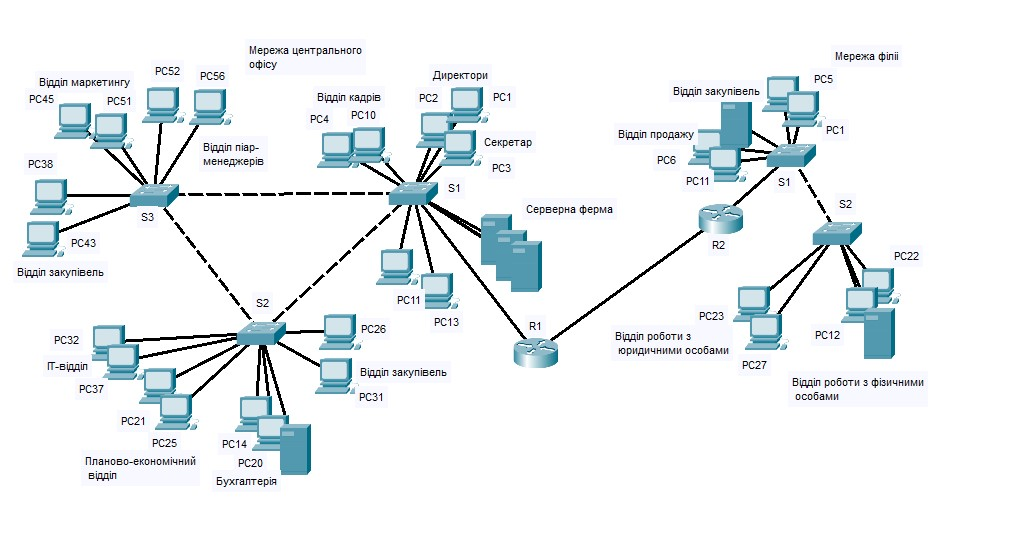 Мережа центрального
офісу
Мережа філії
Відділ маркетингу
PC52
PC56
PC45
PC51
Відділ піар-
менеджерів
PC38
PC43
Відділ закупівель
S3
Відділ кадрів
PC4
PC10
Директори
PC2
PC1
Секретар
PC3
S1
Серверна ферма
PC11
PC13
R1
S2
PC32
ІТ-відділ
PC37
PC21
PC25
Планово-економічний
відділ
PC14
PC20
Бухгалтерія
PC26
Відділ закупівель
PC31
PC5
Відділ закупівель
PC1
Відділ продажу
PC6
PC11
S1
R2
S2
PC22
PC23
PC12
Відділ роботи з
юридичними особами
PC27
Відділ роботи з фізичними
особами